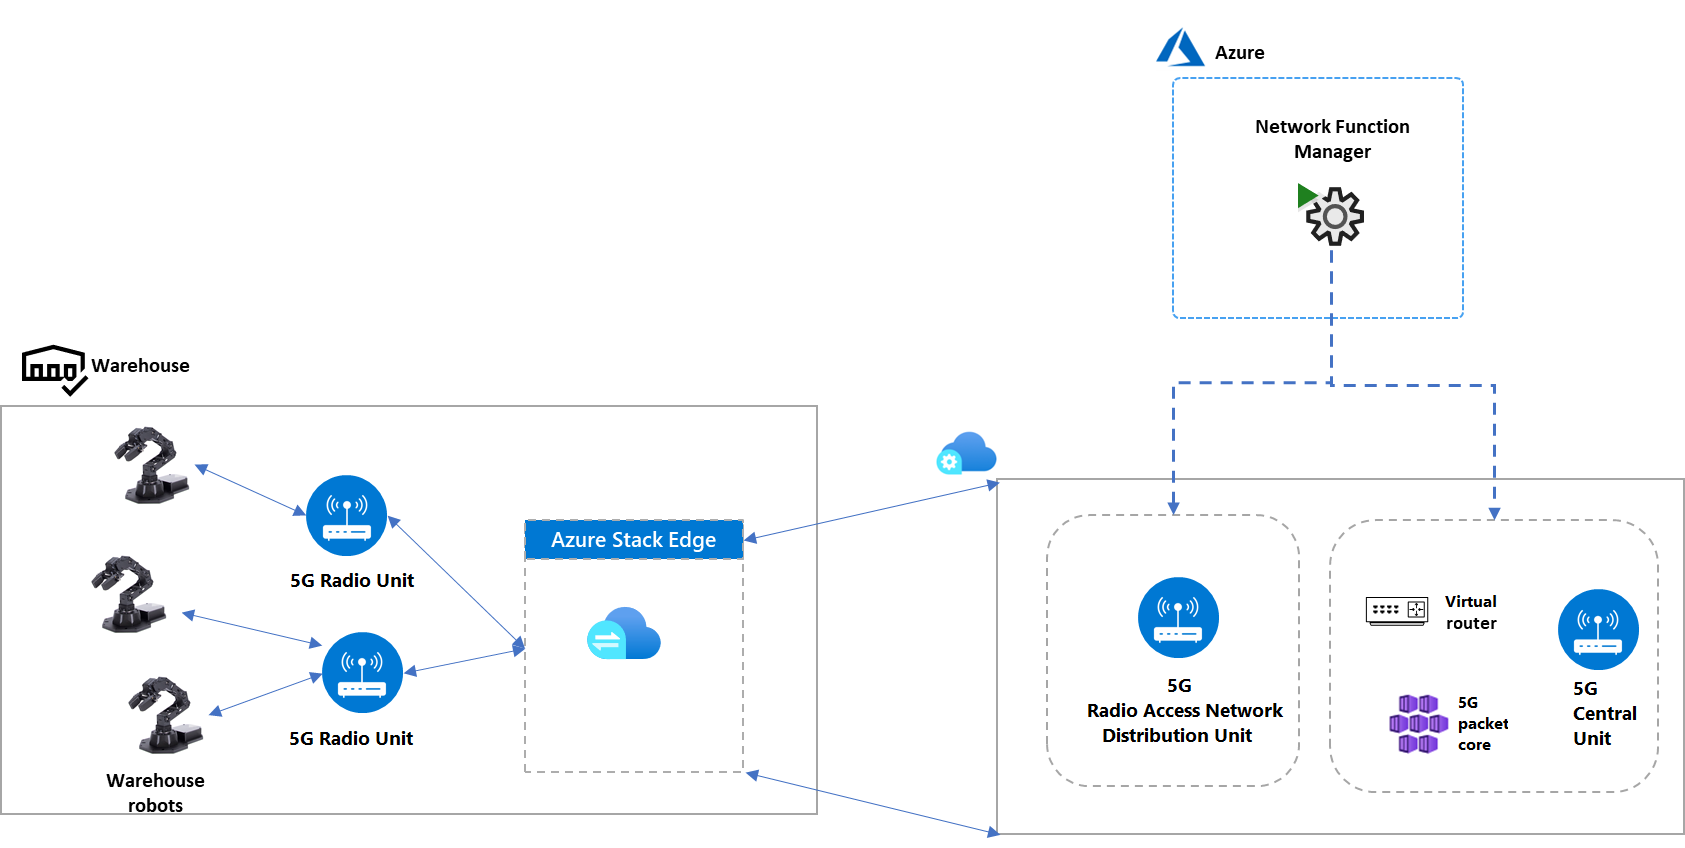 Azure
Network Function
Manager
Warehouse
5G Radio Unit
5G Radio Unit
Warehouse
robots
Azure Stack Edge
5G
Radio Access Network
Distribution Unit
Virtual
router
5G
packet
core
5G
Central
Unit